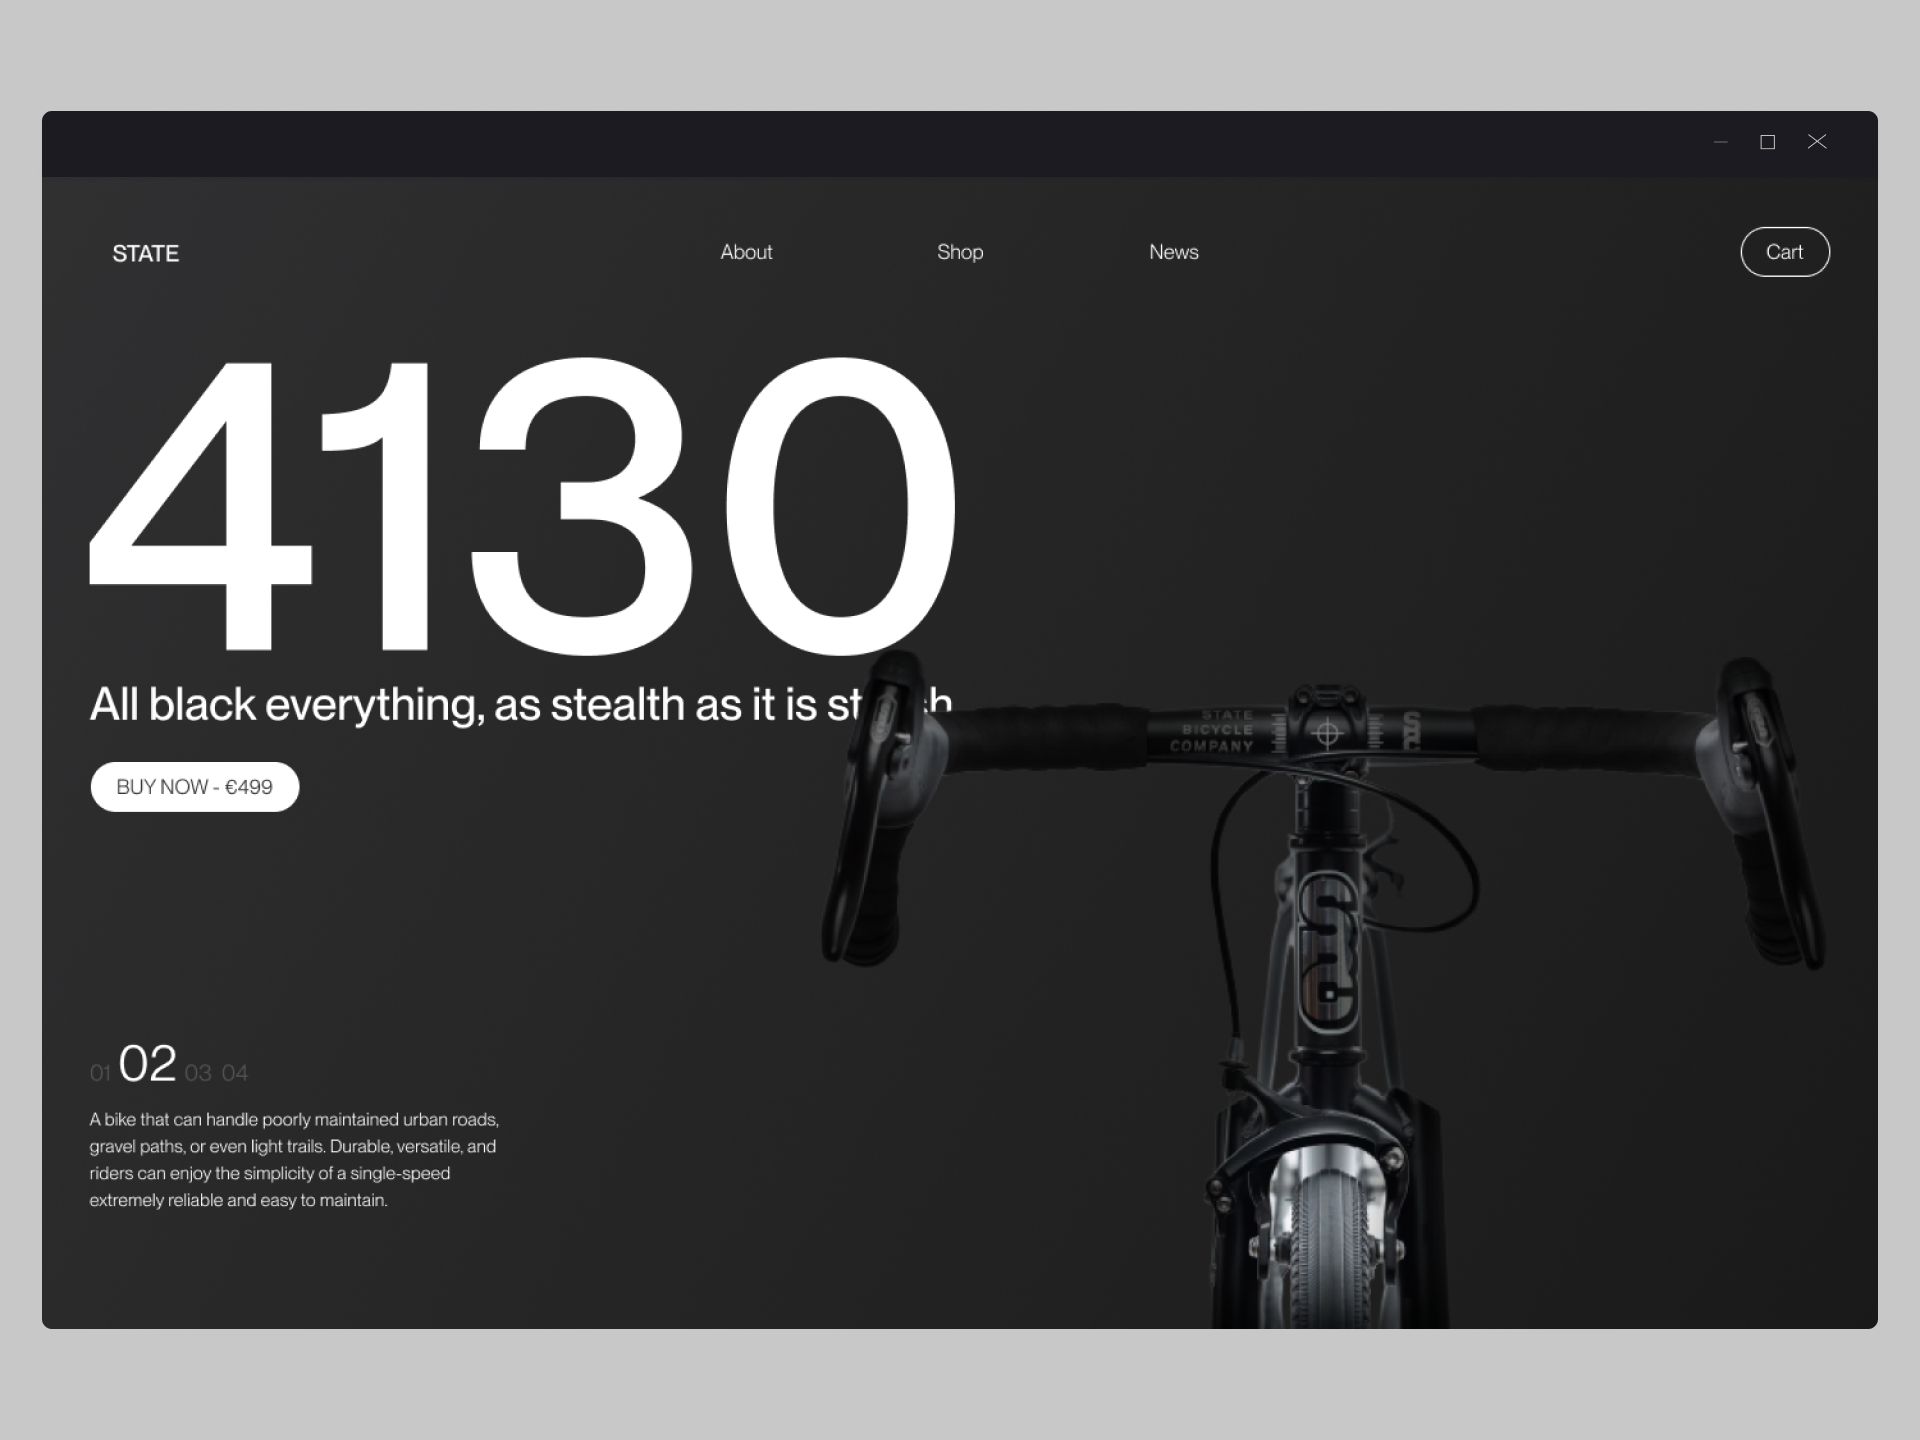 STATE
About
Shop
News
Cart
4130
All black everything, as stealth as it is
BUY NOW - €499
STATE
BICYCLE
COMPANY
01 02 03 04
A bike that can handle poorly maintained urban roads,
gravel paths, or even light trails. Durable, versatile, and
riders can enjoy the simplicity of a single-speed
extremely reliable and easy to maintain.